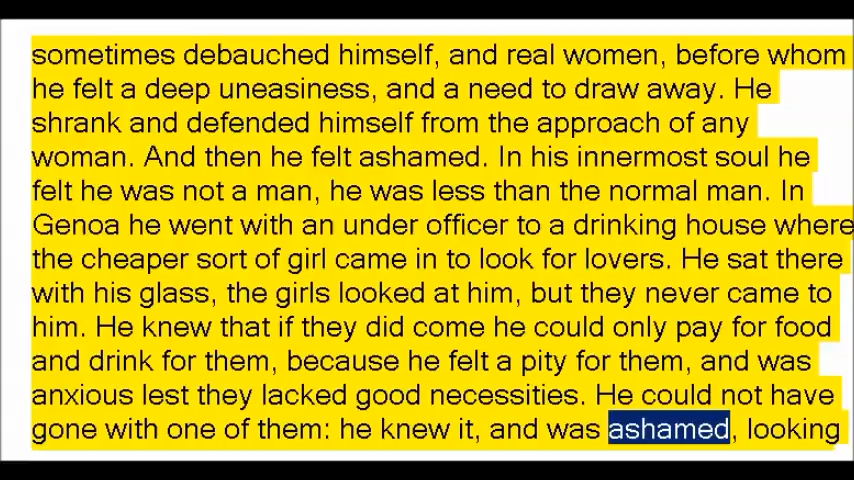 sometimes debauched himself, and real women, before whom
he felt a deep uneasiness, and a need to draw away. He
shrank and defended himself from the approach of any
woman. And then he felt ashamed. In his innermost soul he
felt he was not a man, he was less than the normal man. In
Genoa he went with an under officer to a drinking house where
the cheaper sort of girl came in to look for lovers. He sat there
with his glass, the girls looked at him, but they never came to
him. He knew that if they did come he could only pay for food
and drink for them, because he felt a pity for them, and was
anxious lest they lacked good necessities. He could not have
gone with one of them: he knew it, and was ashamed, looking